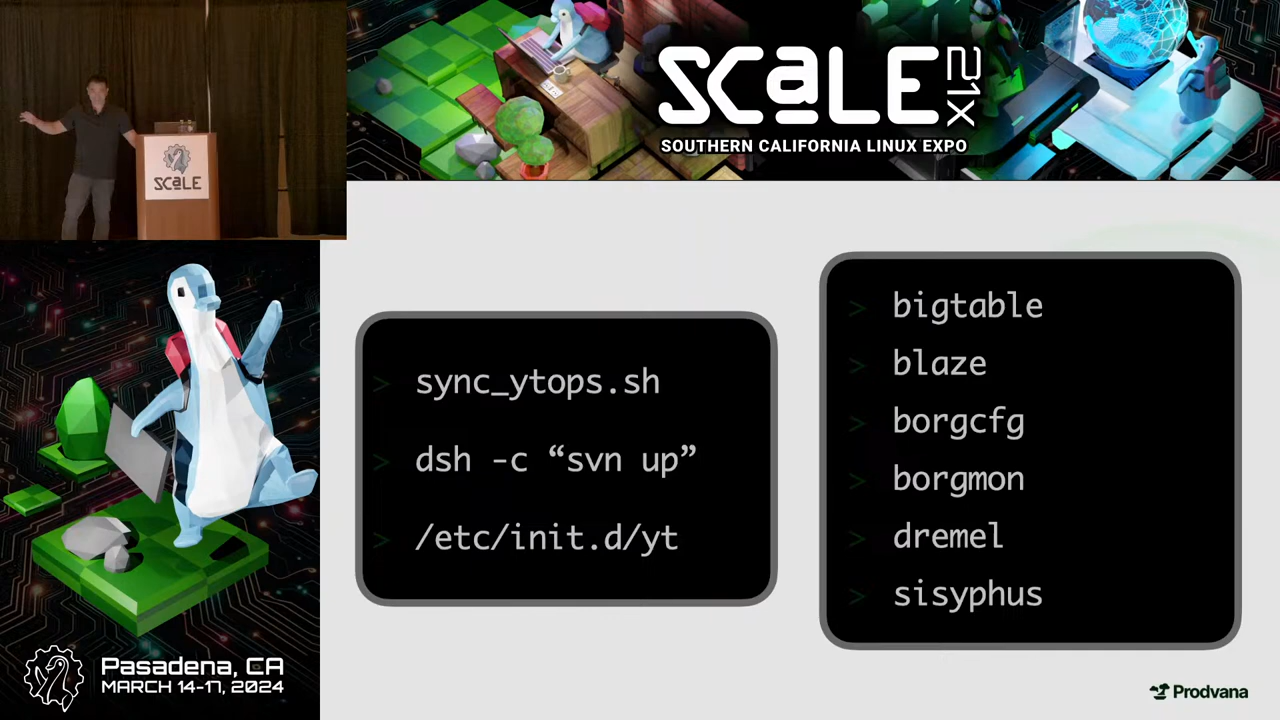 SCaLE
SCaLE 21X
SOUTHERN CALIFORNIA LINUX EXPO
> sync_ytops.sh
> dsh -c “svn up”
> /etc/init.d/yt
> bigtable
> blaze
> borgcfg
> borgmon
> dremel
> sisyphus
Pasadena, CA
MARCH 14-17, 2024
Prodvana